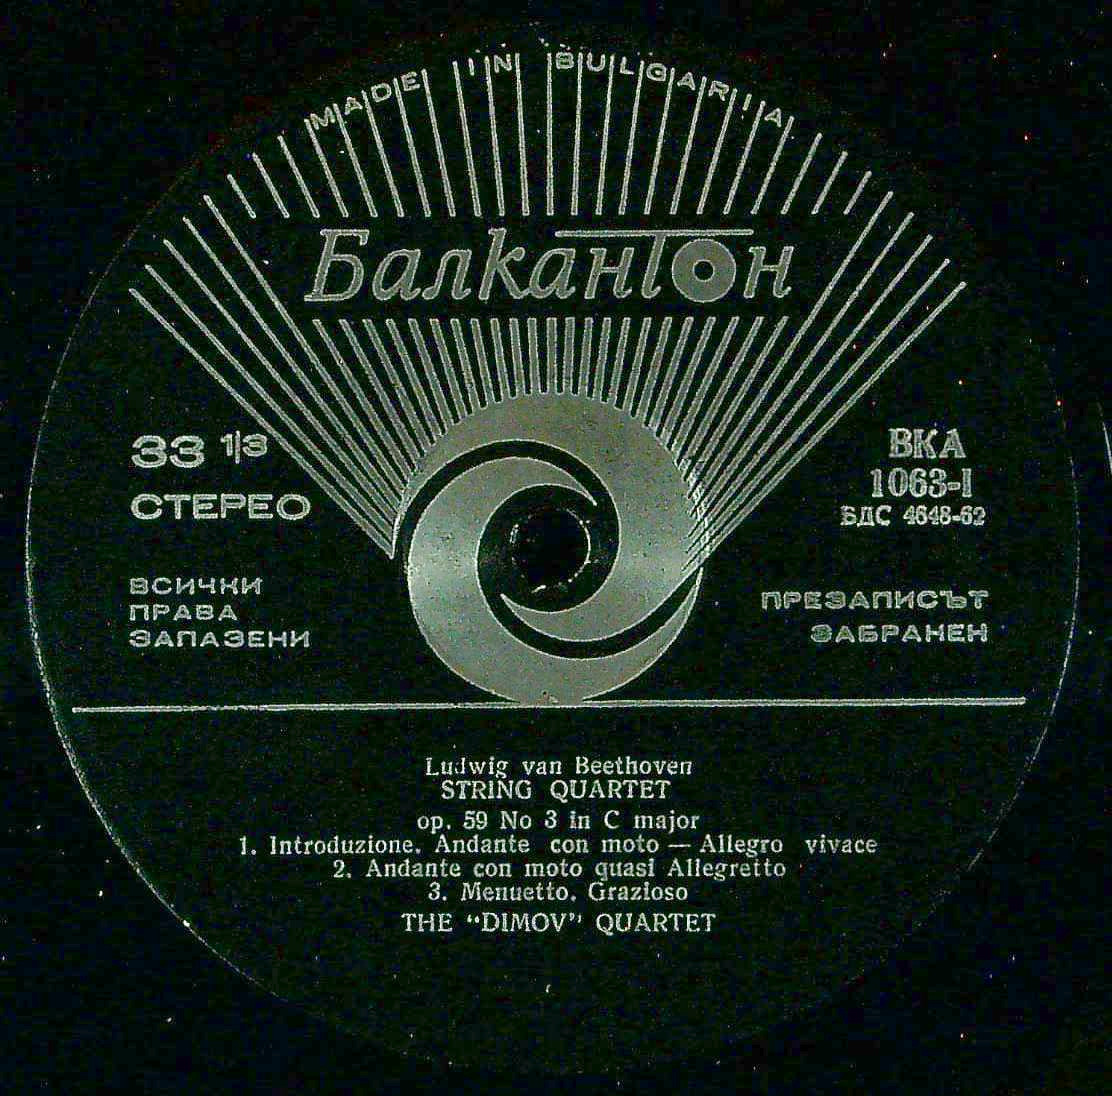 MADE IN BULGARIA
Балкантон
33 1/3
СТЕРЕО
ВСИЧКИ
ПРАВА
ЗАПАЗЕНИ
ВКА
1063-I
БДС 4648-62
ПРЕЗАПИСЪТ
ЗАБРАНЕН
Ludwig van Beethoven
STRING QUARTET
op. 59 No 3 in C major
1. Introduzione. Andante con moto — Allegro vivace
2. Andante con moto quasi Allegretto
3. Menuetto. Grazioso
THE “DIMOV” QUARTET